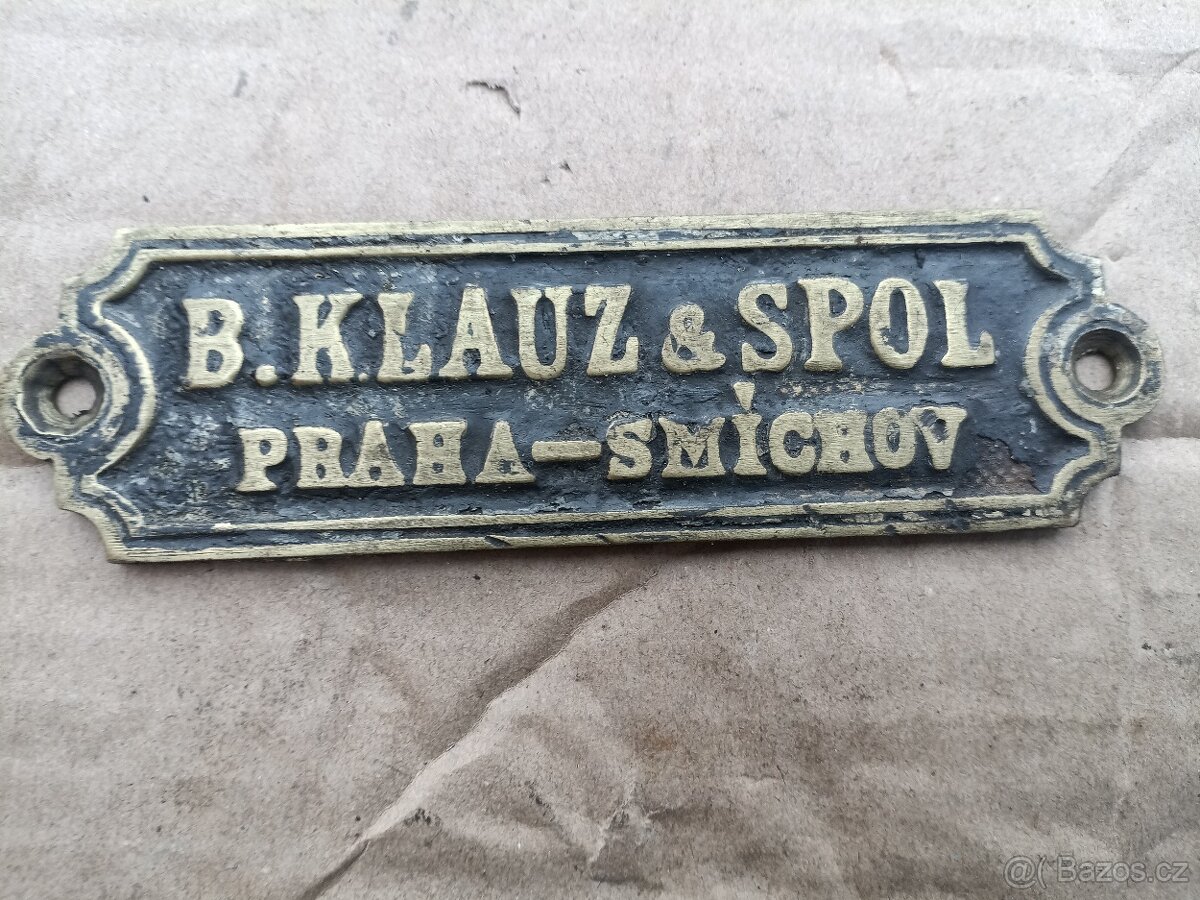 B. KLAUZ & SPOL
PRAHA–SMÍCHOV
@( Bazos.cz